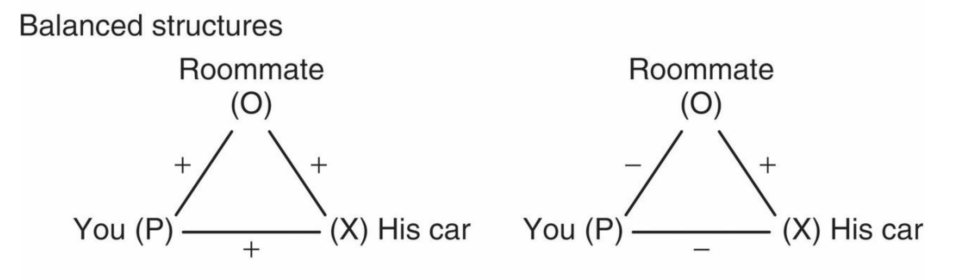 Balanced structures
Roommate
(O)
+
+
You (P)
(X) His car
+
Roommate
(O)
−
+
You (P)
(X) His car
−